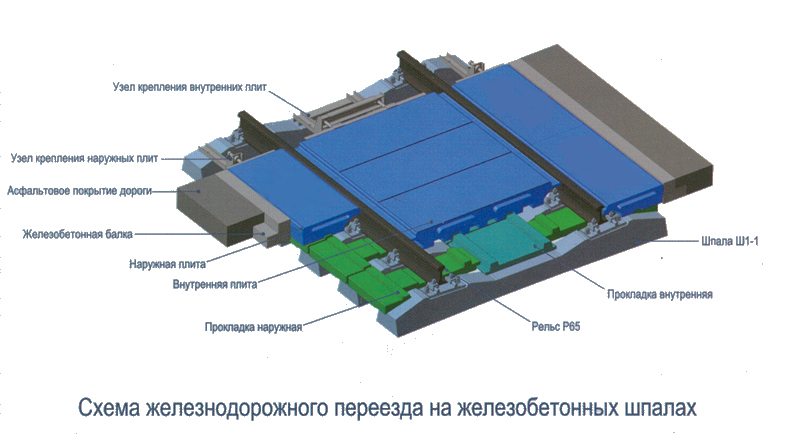 Узел крепления внутренних плит
Узел крепления наружных плит
Асфальтовое покрытие дороги
Железобетонная балка
Наружная плита
Внутренняя плита
Прокладка наружная
Шпала Ш1-1
Прокладка внутренняя
Рельс Р65
Схема железнодорожного переезда на железобетонных шпалах